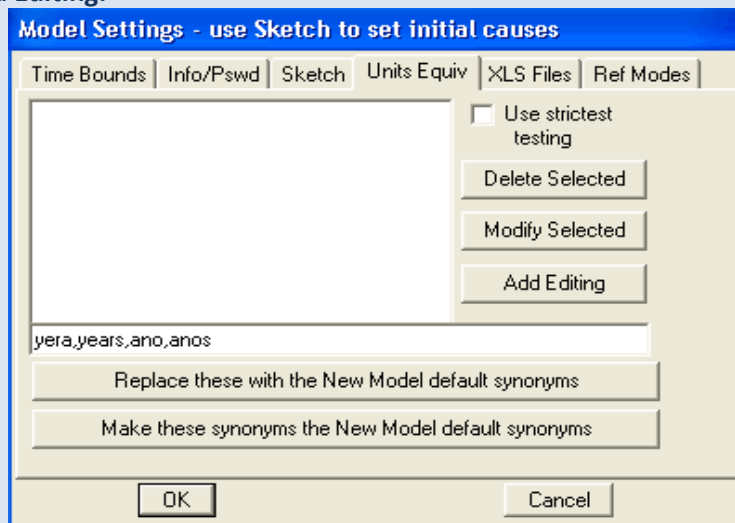 Editing:
Model Settings - use Sketch to set initial causes
Time Bounds Info/Pswd Sketch Units Equiv XLS Files Ref Modes
Use strictest
testing
Delete Selected
Modify Selected
Add Editing
yera,years,ano,anos
Replace these with the New Model default synonyms
Make these synonyms the New Model default synonyms
OK Cancel